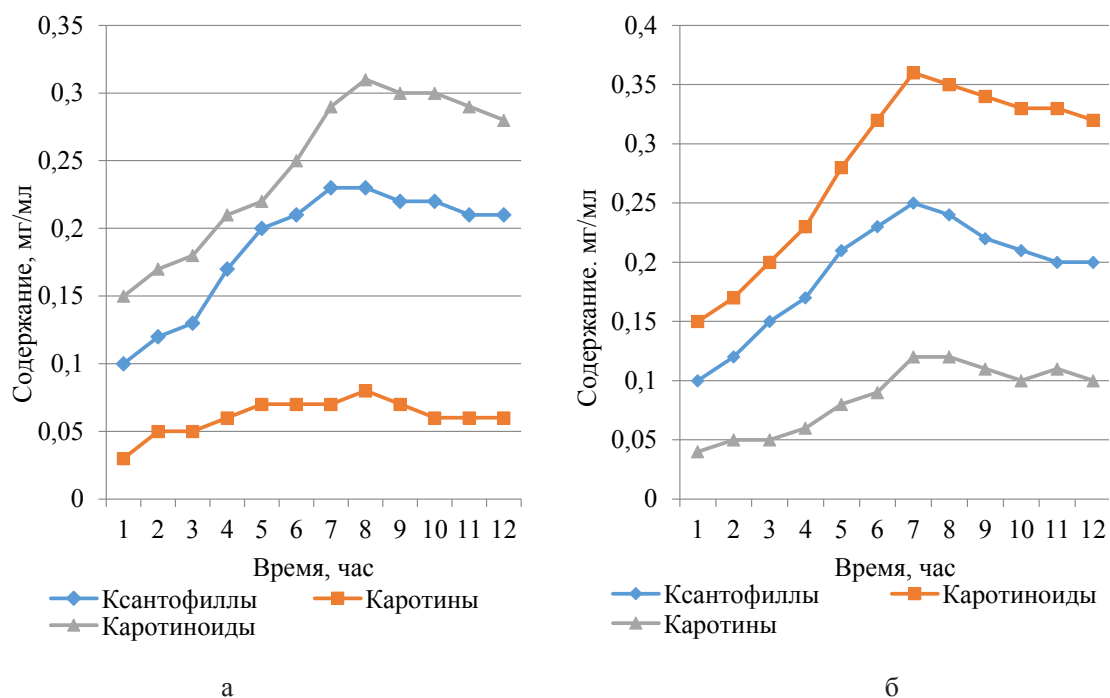 0,35
0,3
0,25
0,2
0,15
0,1
0,05
0
Содержание, мг/мл
1 2 3 4 5 6 7 8 9 10 11 12
Время, час
Ксантофиллы Каротины
Каротиноиды
а
0,4
0,35
0,3
0,25
0,2
0,15
0,1
0,05
0
Содержание. мг/мл
1 2 3 4 5 6 7 8 9 10 11 12
Время, час
Ксантофиллы Каротиноиды
Каротины
б